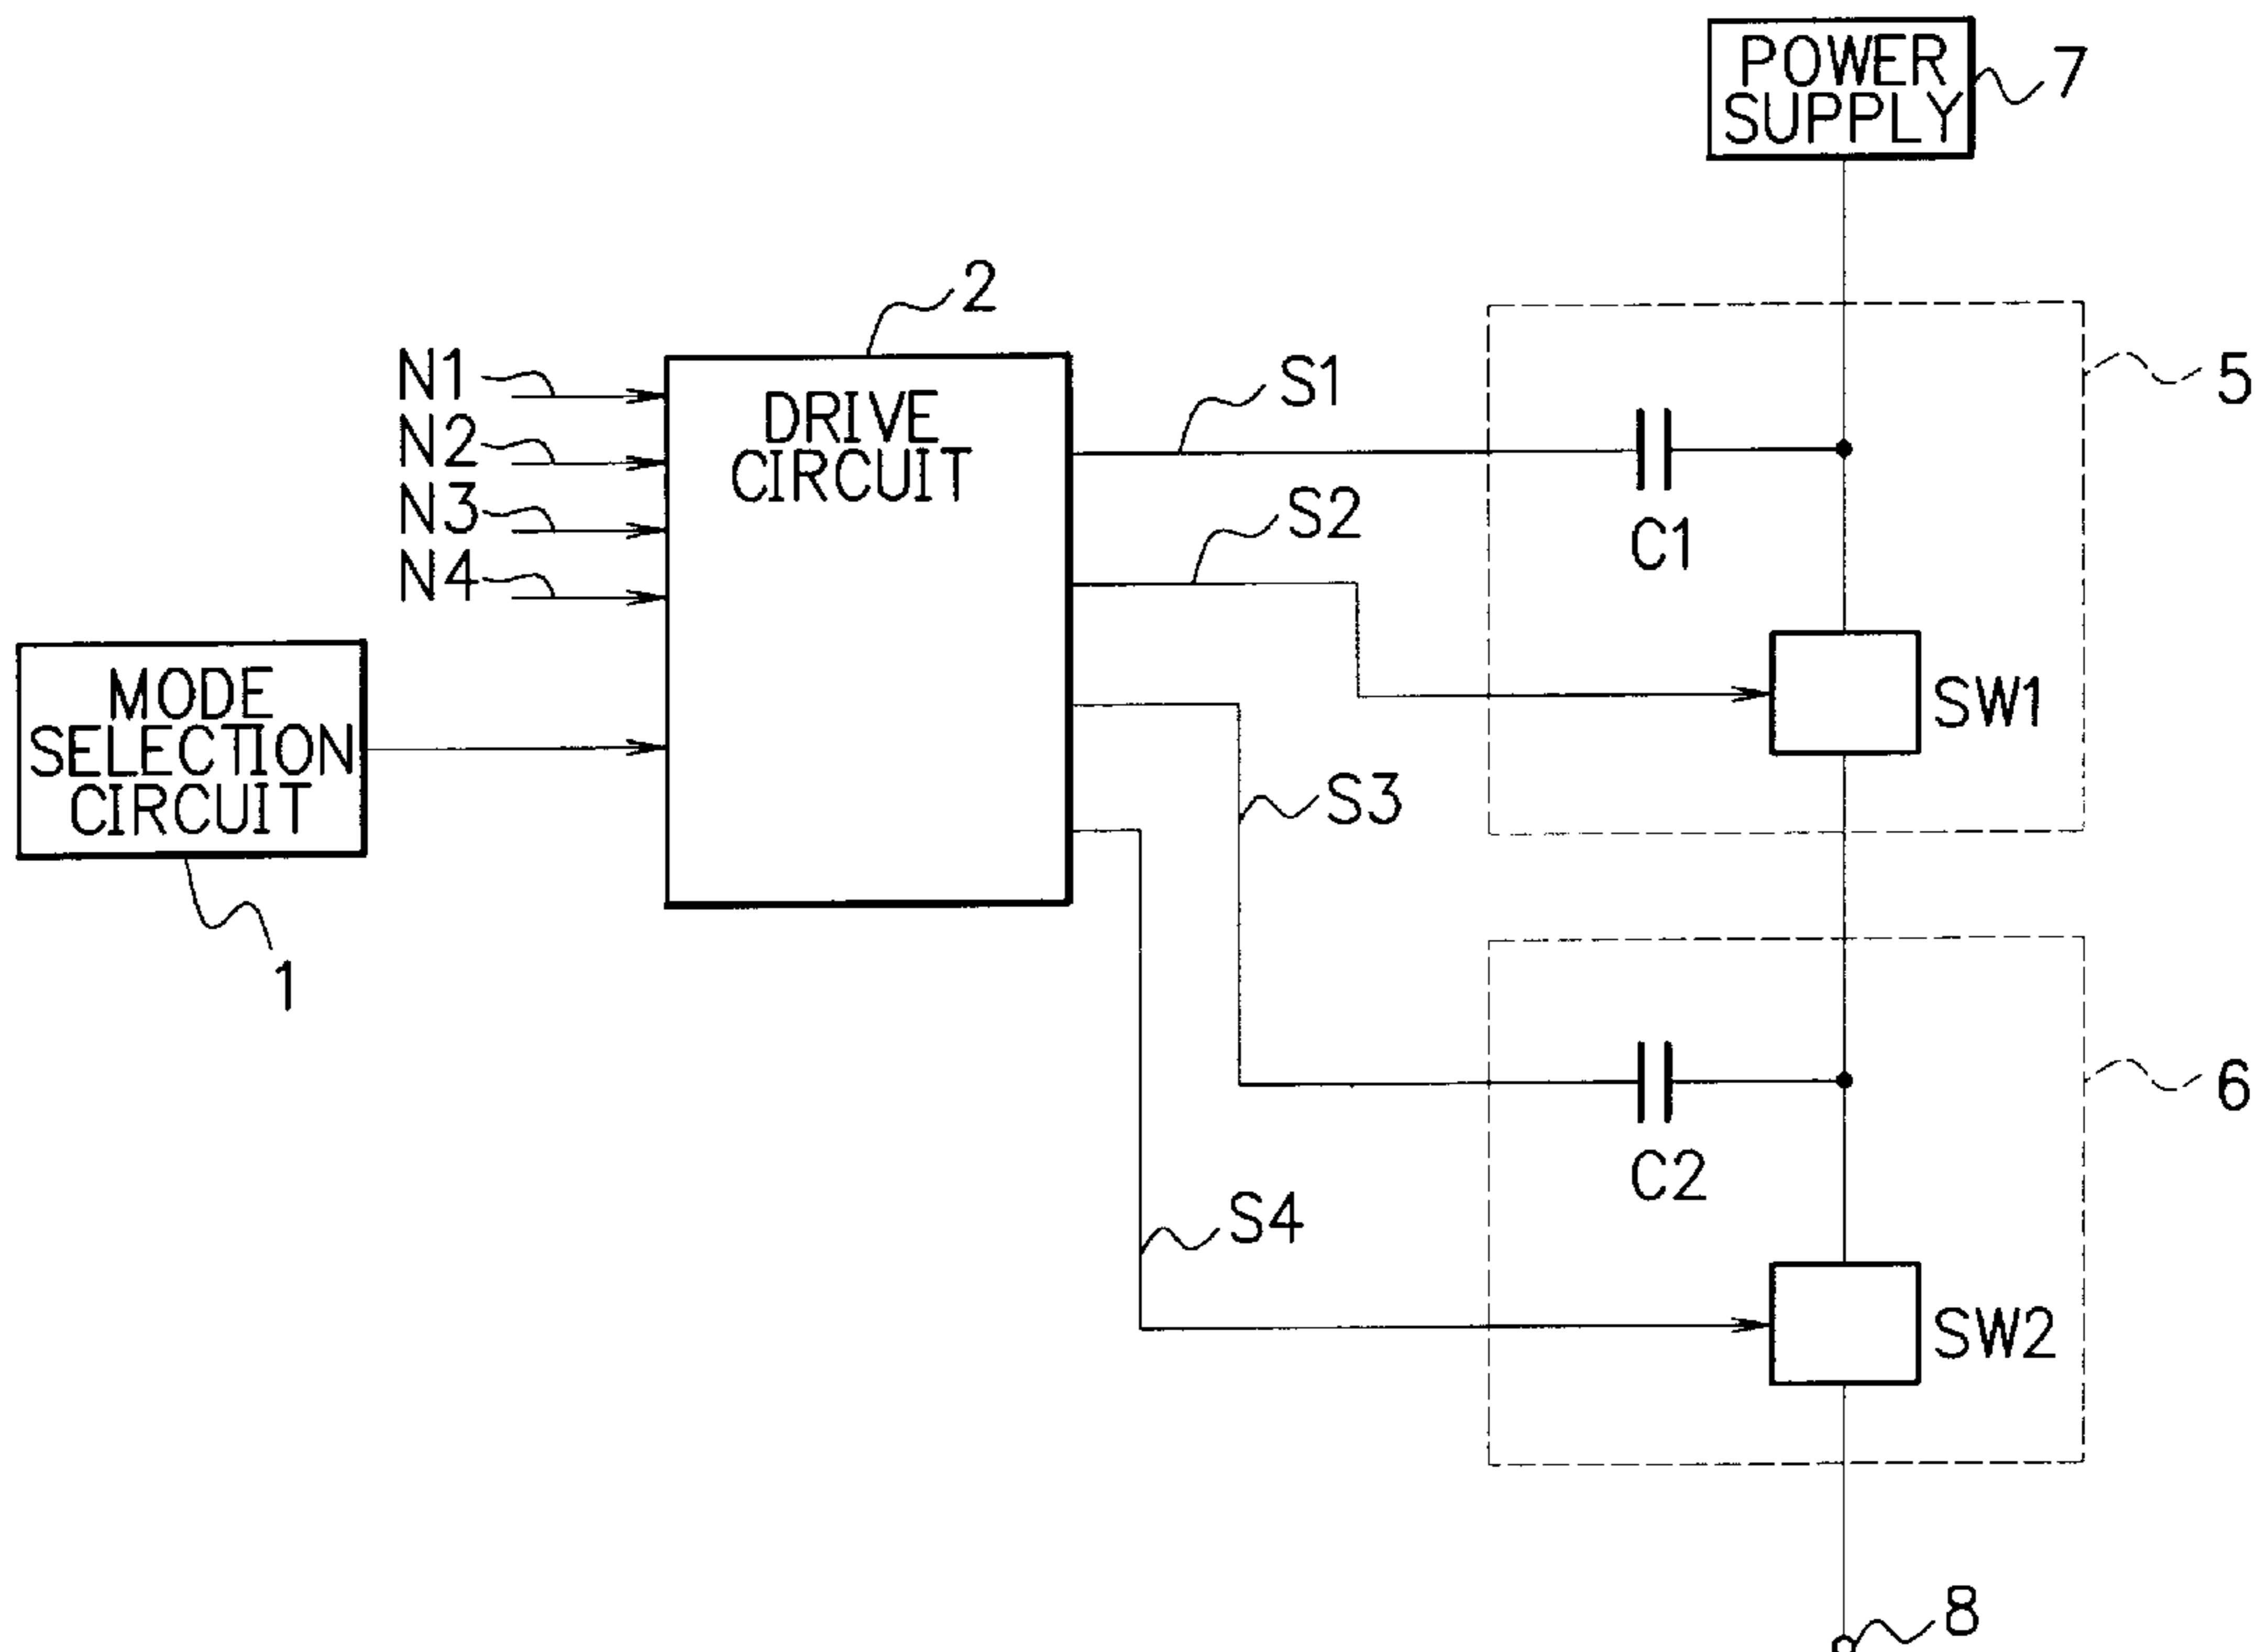 POWER
SUPPLY
7
2
N1
N2
N3
N4
DRIVE
CIRCUIT
S1
5
C1
S2
SW1
MODE
SELECTION
CIRCUIT
1
S3
6
C2
S4
SW2
8